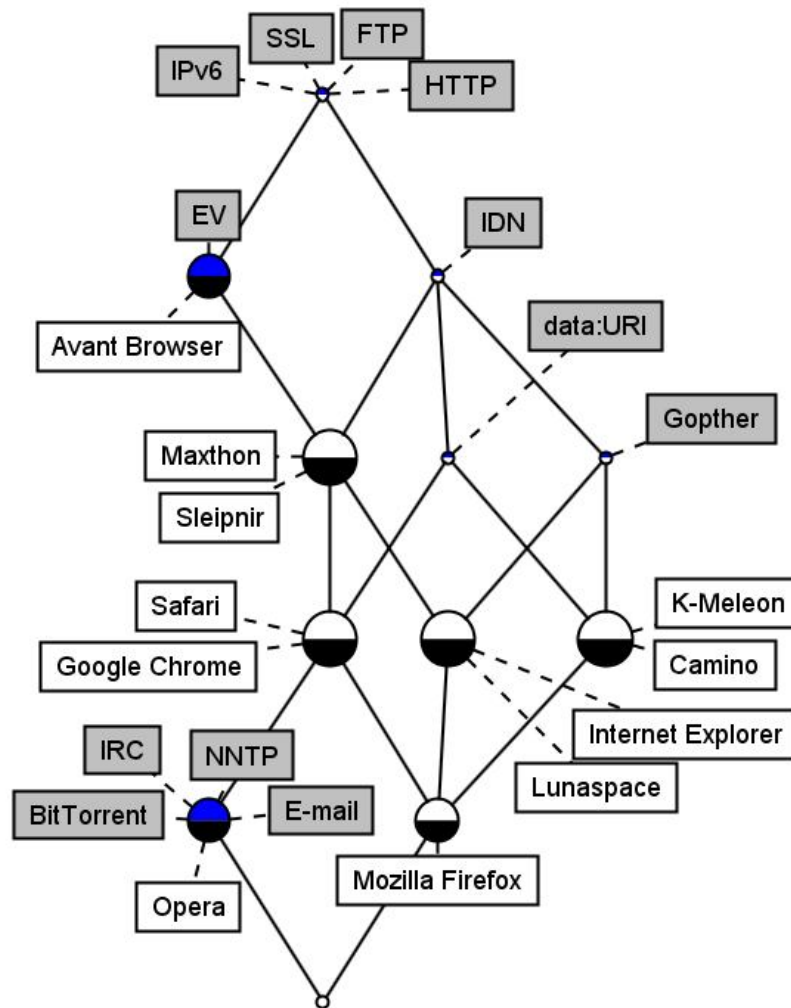 SSL
FTP
IPv6
HTTP
EV
IDN
Avant Browser
data:URI
Gopther
Maxthon
Sleipnir
Safari
K-Meleon
Google Chrome
Camino
Internet Explorer
IRC
NNTP
Lunaspace
BitTorrent
E-mail
Mozilla Firefox
Opera